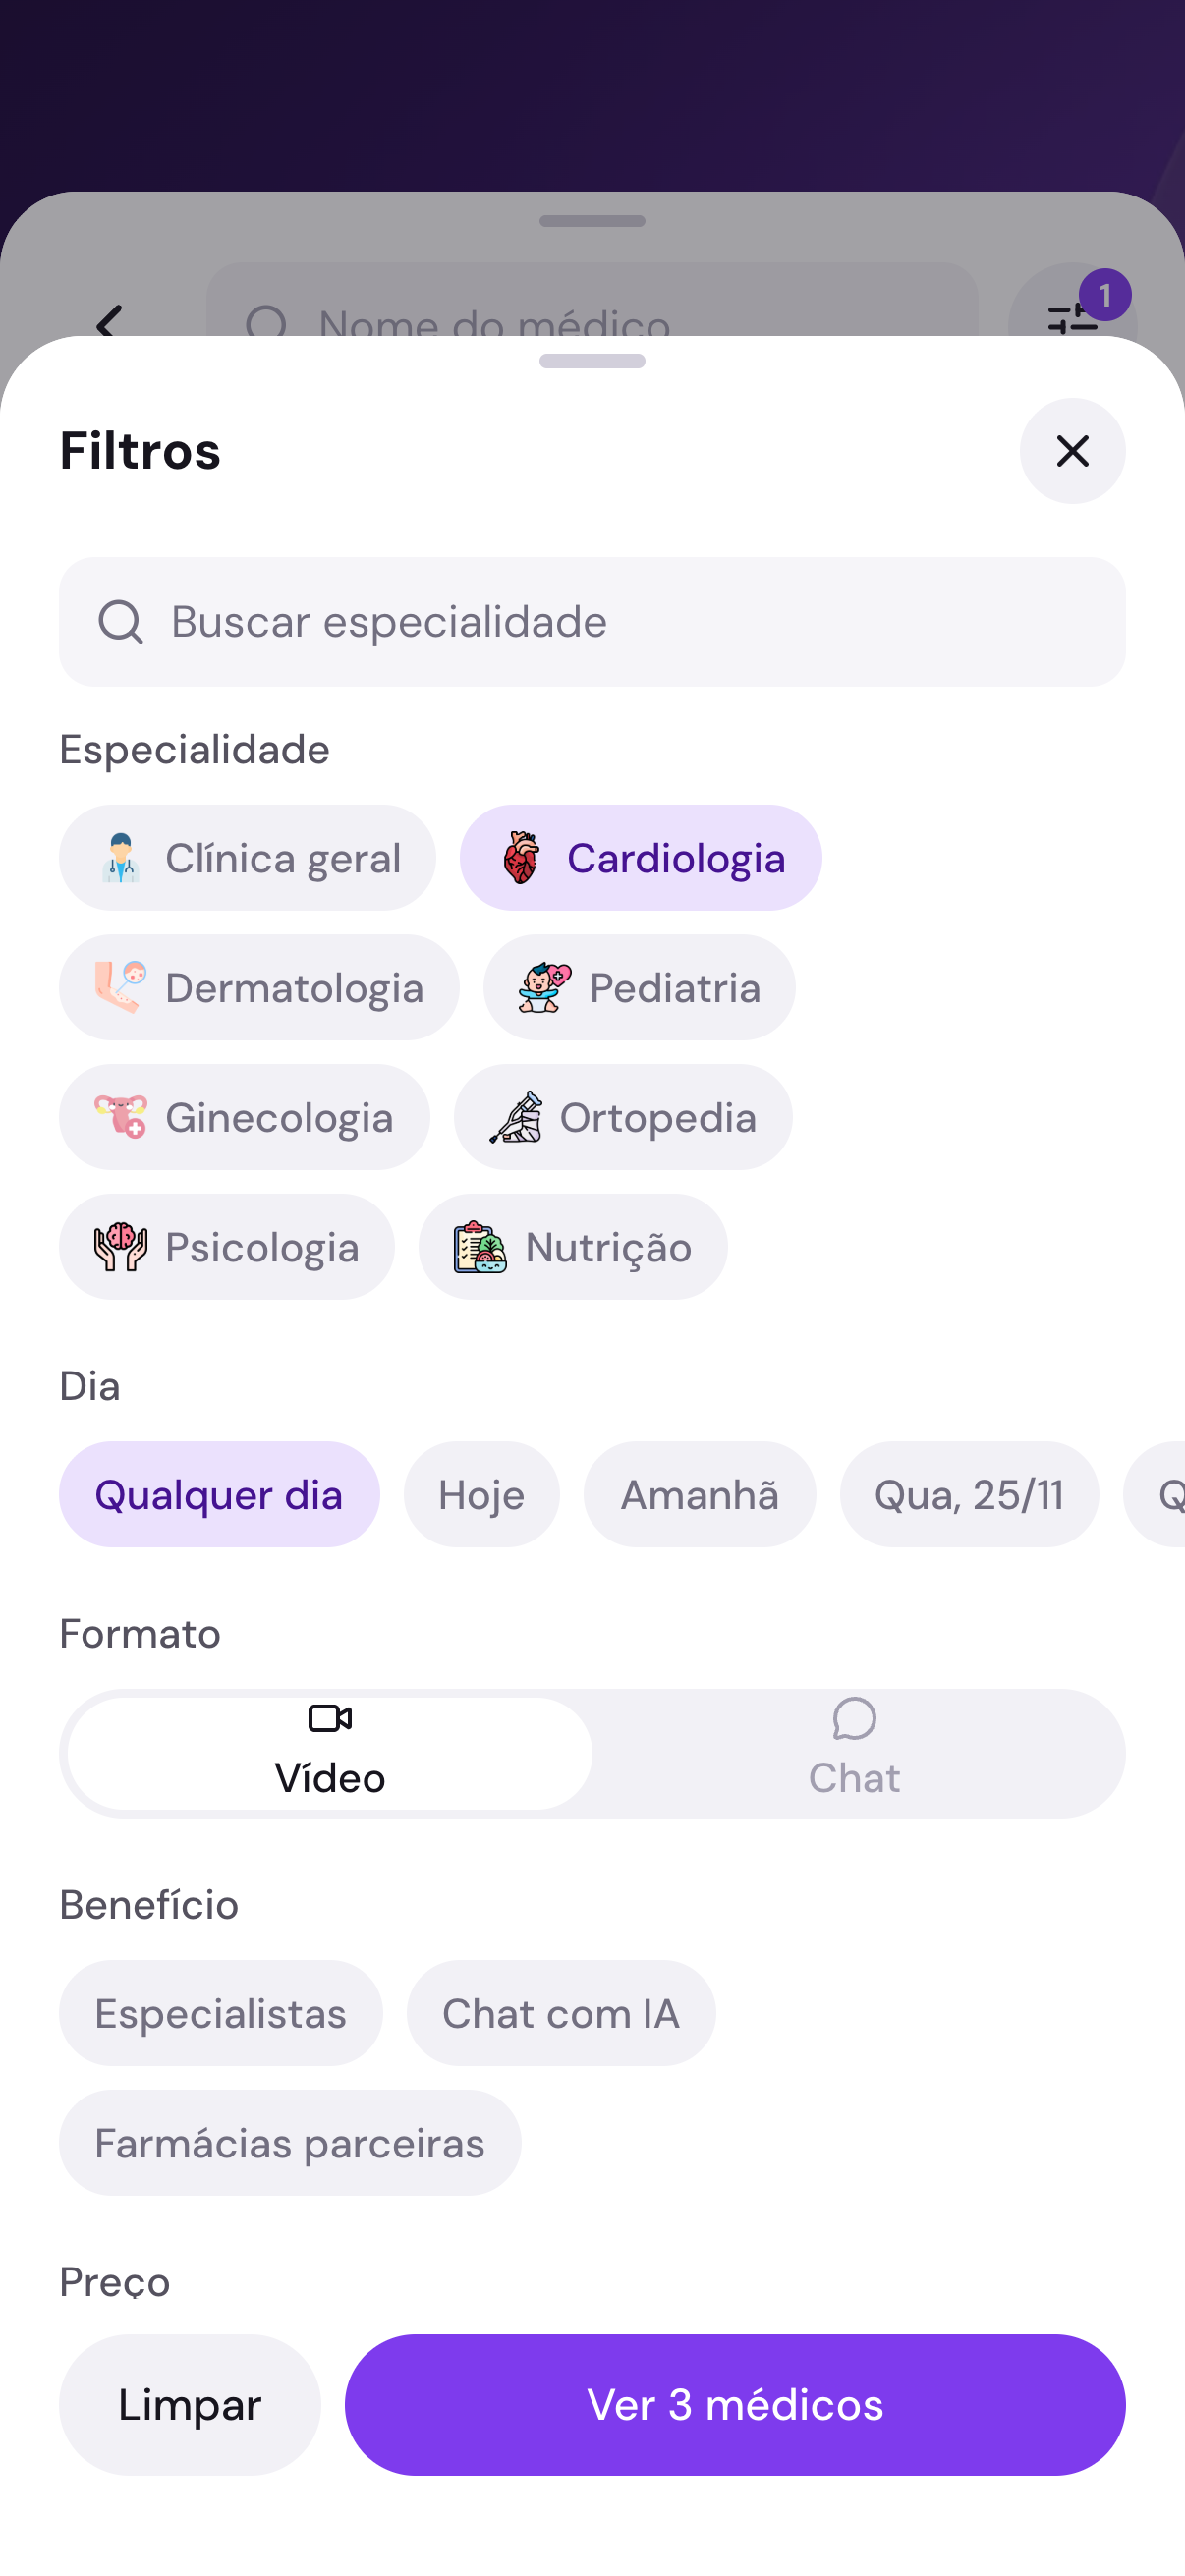 Nome do médico
1
Filtros
Buscar especialidade
Especialidade
Clínica geral
Cardiologia
Dermatologia
Pediatria
Ginecologia
Ortopedia
Psicologia
Nutrição
Dia
Qualquer dia
Hoje
Amanhã
Qua, 25/11
Q
Formato
Vídeo
Chat
Benefício
Especialistas
Chat com IA
Farmácias parceiras
Preço
Limpar
Ver 3 médicos